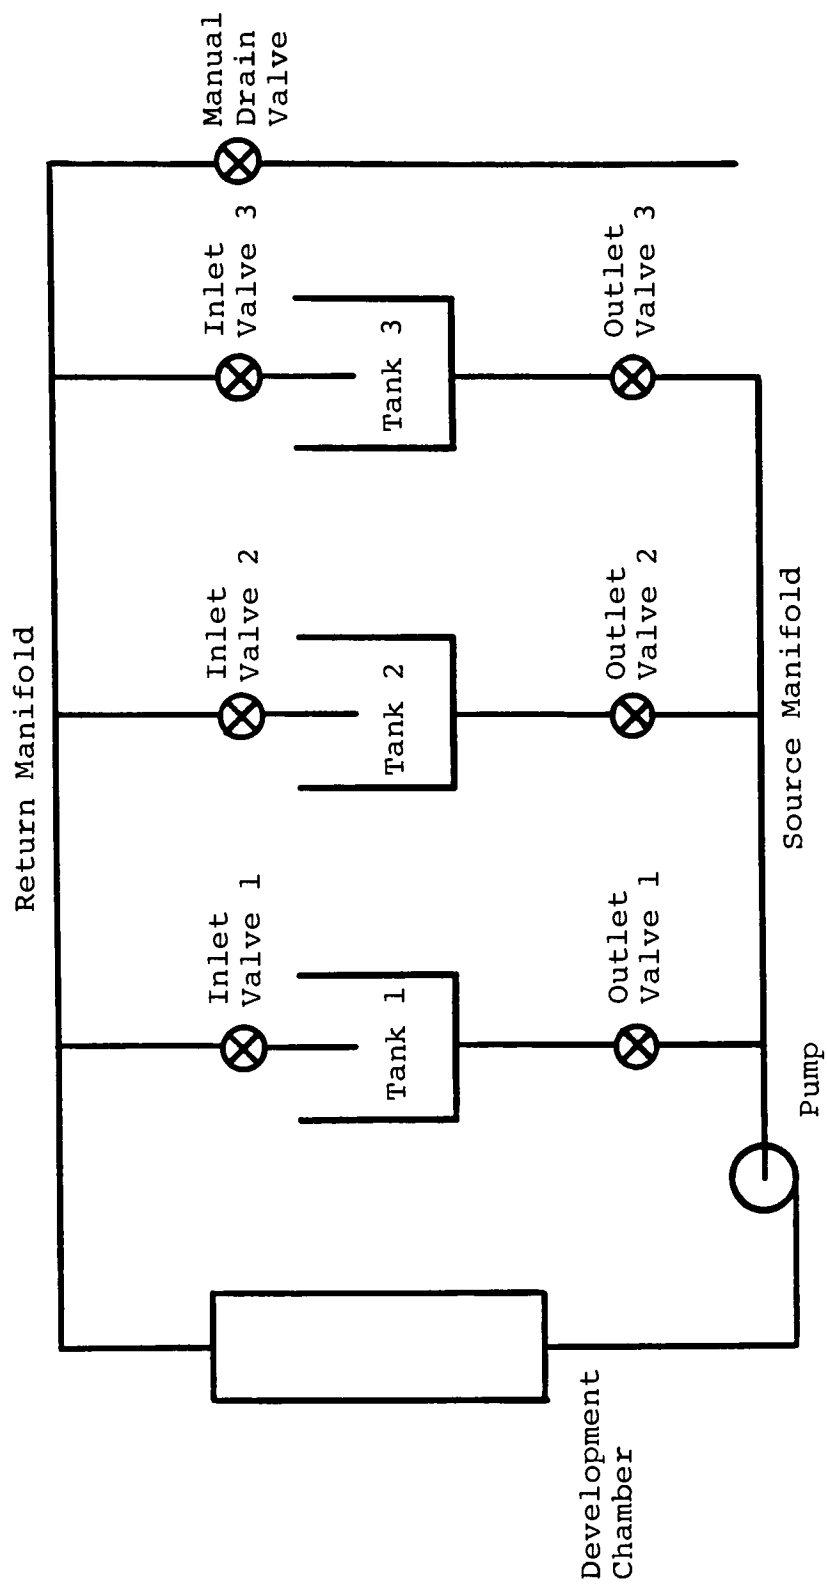 Return Manifold
Inlet
Valve 1
Inlet
Valve 2
Inlet
Valve 3
Manual
Drain
Valve
Tank 1
Tank 2
Tank 3
Outlet
Valve 1
Outlet
Valve 2
Outlet
Valve 3
Development
Chamber
Pump
Source Manifold